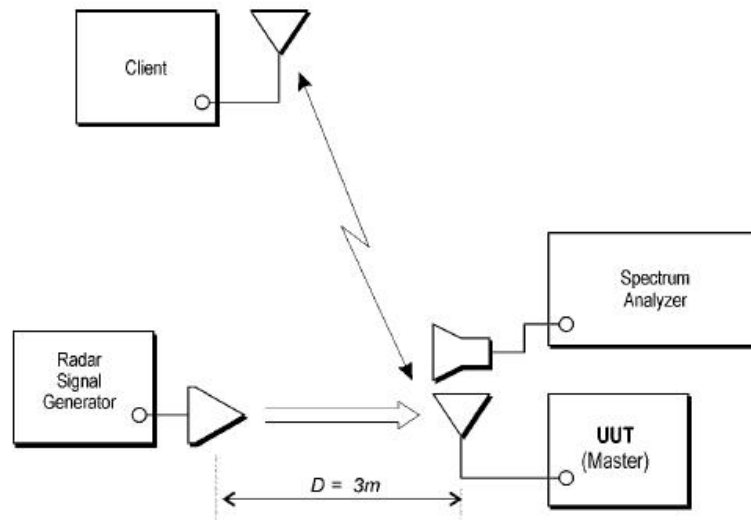 Client
Spectrum
Analyzer
Radar
Signal
Generator
UUT
(Master)
D = 3m